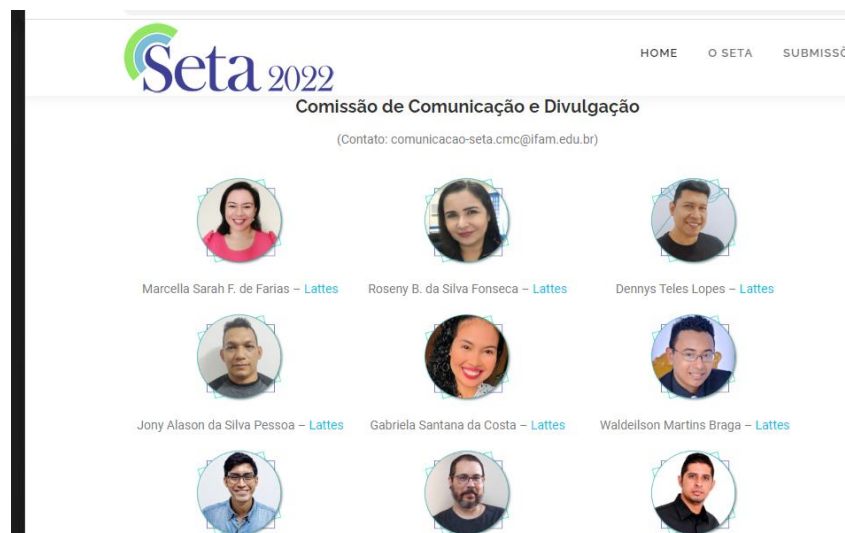 Seta 2022
HOME O SETA SUBMISSÕ
Comissão de Comunicação e Divulgação
(Contato: comunicacao-seta.cmc@ifam.edu.br)
Marcella Sarah F. de Farias – Lattes
Roseny B. da Silva Fonseca – Lattes
Dennys Teles Lopes – Lattes
Jony Alason da Silva Pessoa – Lattes
Gabriela Santana da Costa – Lattes
Waldeilson Martins Braga – Lattes